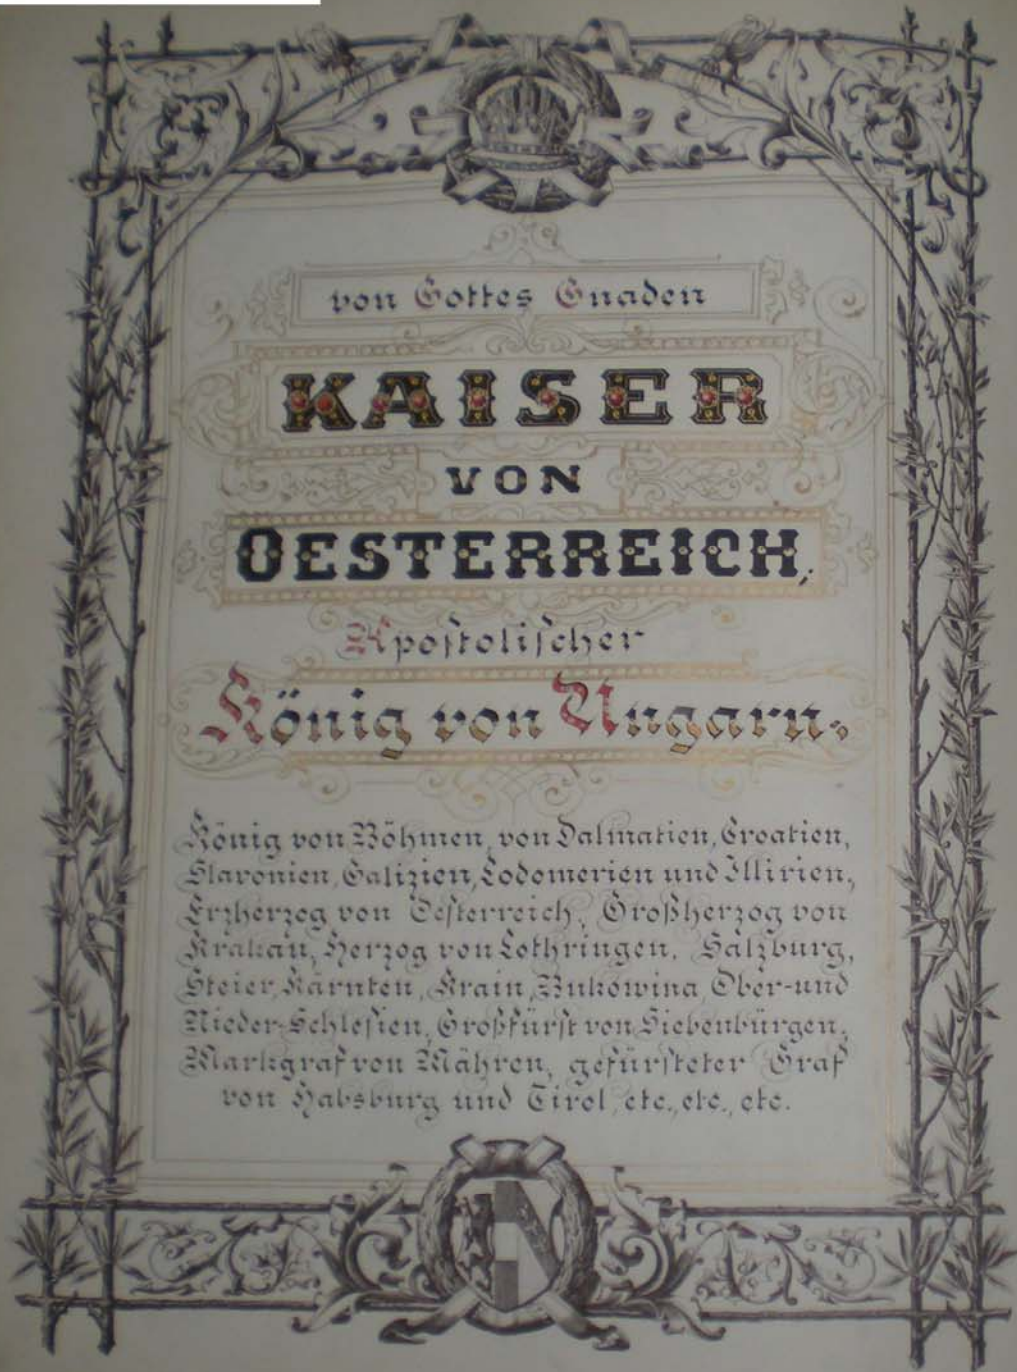 von Gottes Gnaden
KAISER
VON
OESTERREICH,
Apostolischer
König von Ungarn,
König von Böhmen, von Dalmatien, Croatien,
Slavonien, Galizien, Lodomerien und Illirien,
Erzherzog von Oesterreich, Großherzog von
Krakau, Herzog von Lothringen, Salzburg,
Steier, Kärnten, Krain, Bukowina, Ober-und
Nieder-Schlesien, Großfürst von Siebenbürgen,
Markgraf von Mähren, gefürsteter Graf
von Habsburg und Tirol, etc., etc., etc.